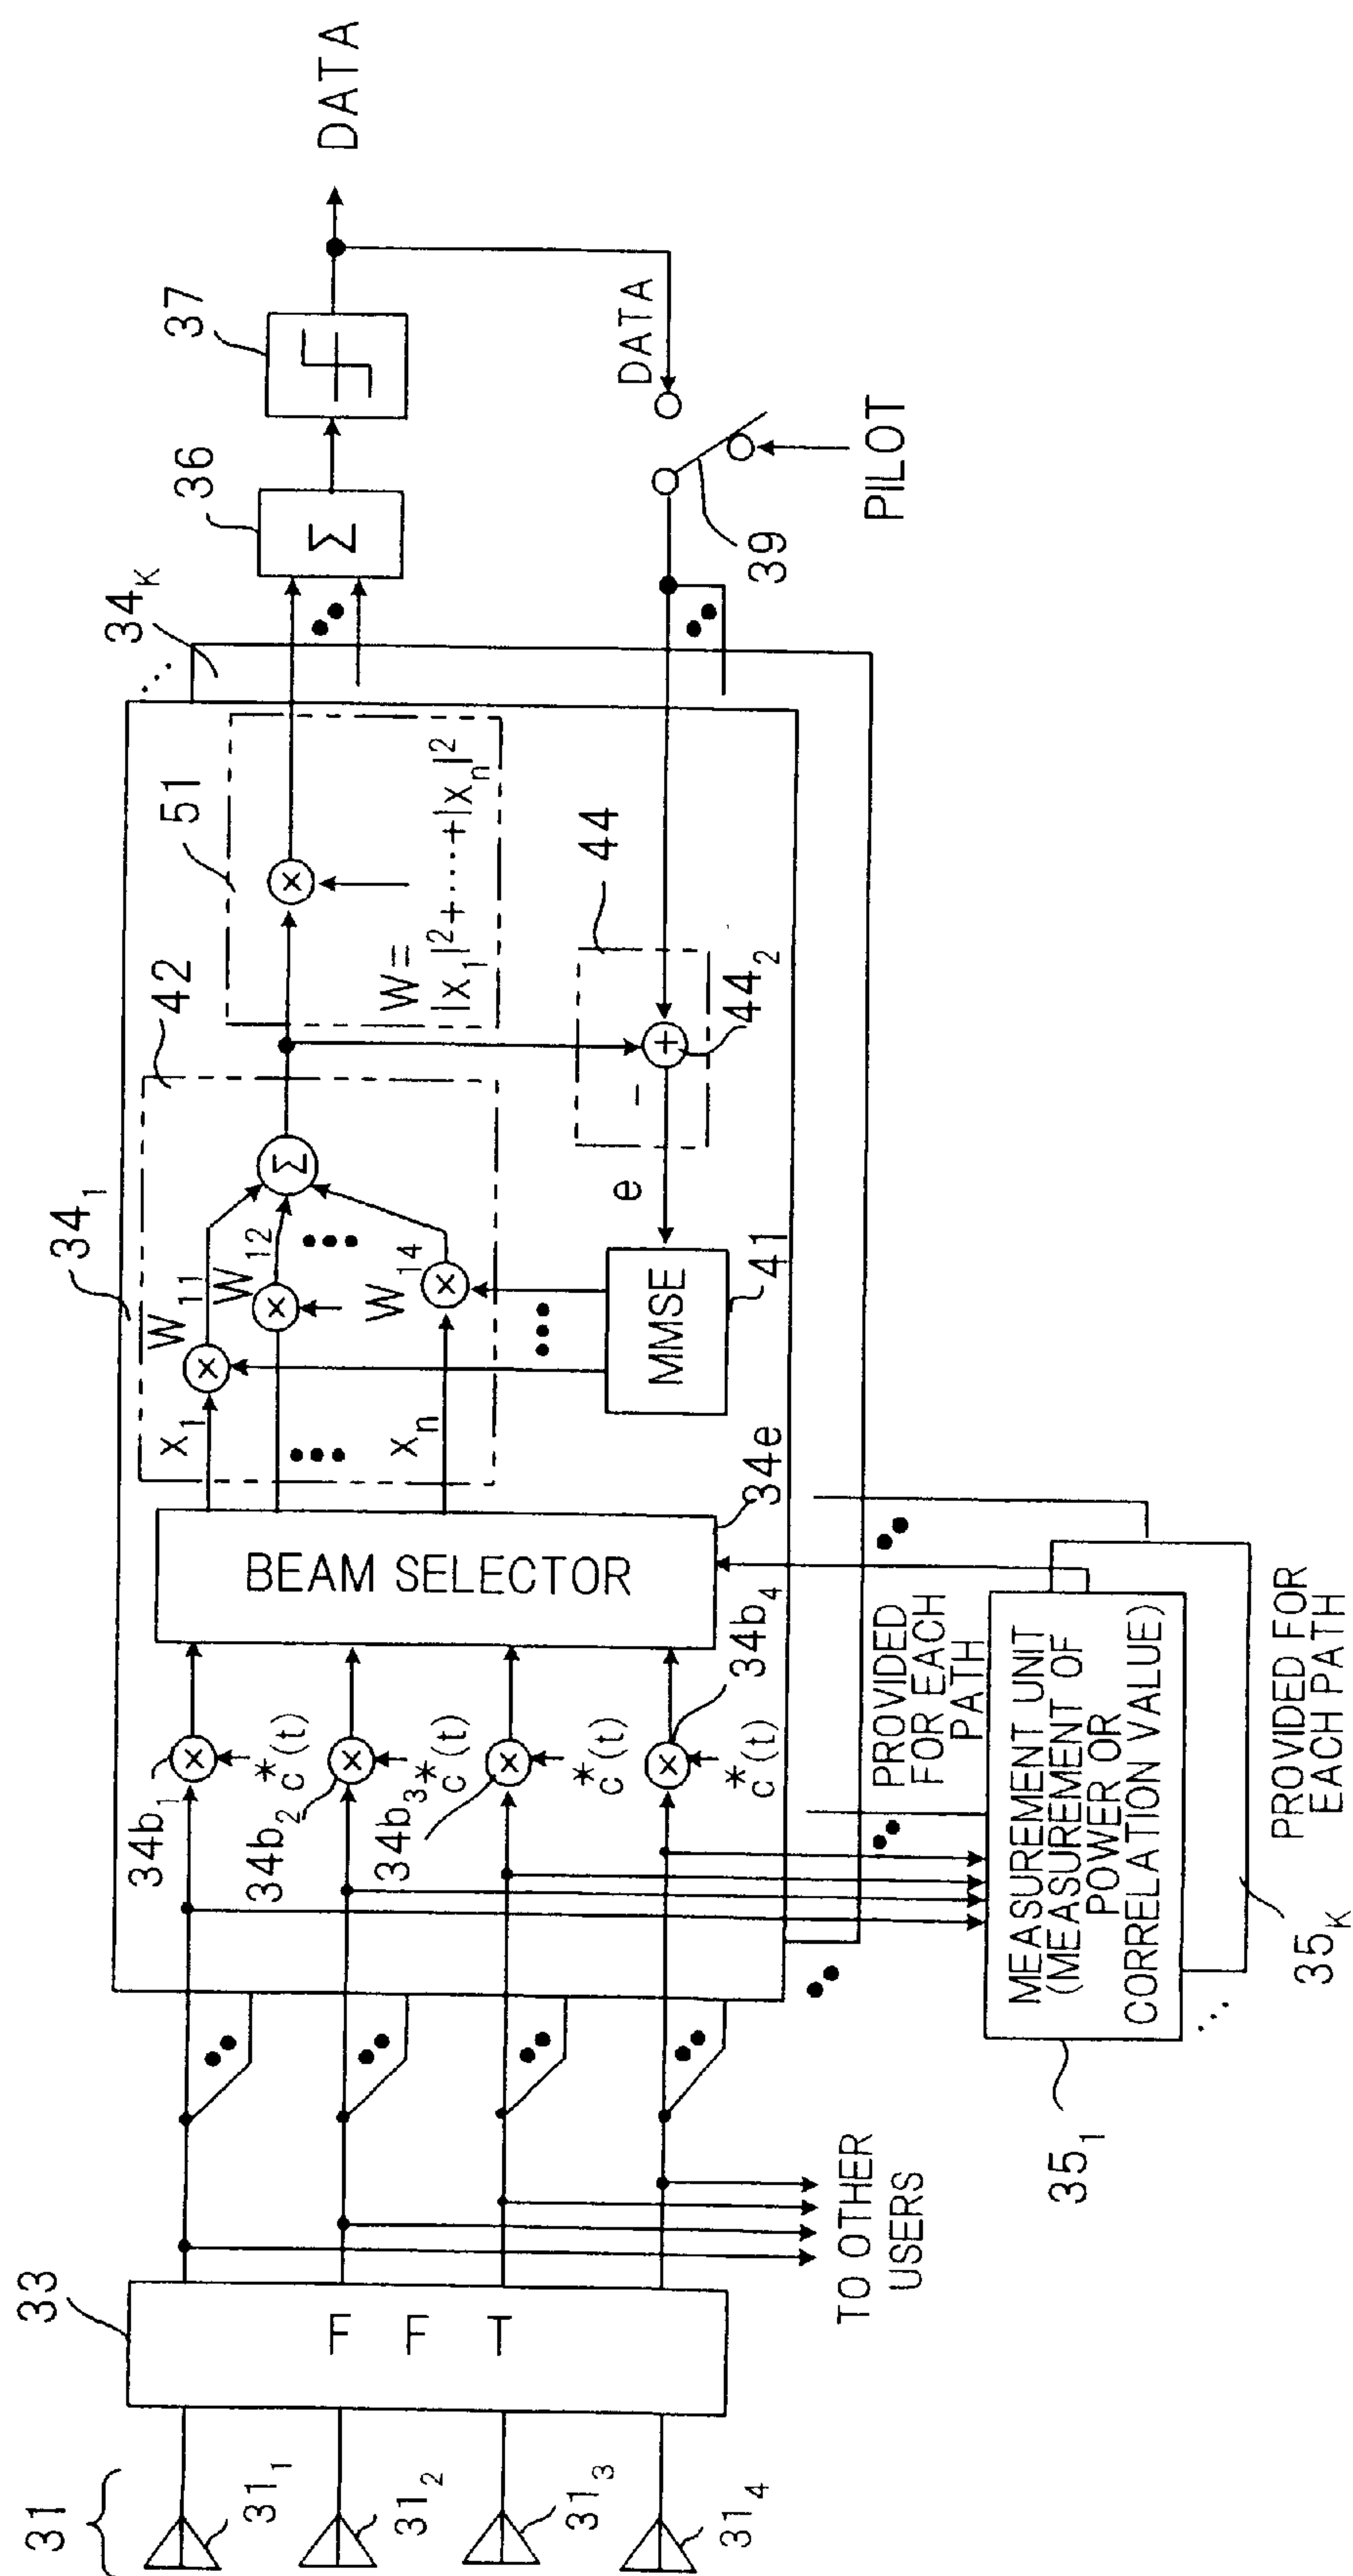 31
31₁
31₂
31₃
31₄
33
F F T
TO OTHER
USERS
34₁
34b₁
34b₂
34b₃
34b₄
*c(t)
*c(t)
*c(t)
*c(t)
BEAM SELECTOR
34e
x₁
xₙ
W₁₁
W₁₂
W₁₄
Σ
42
MMSE
41
e
−
+
44
44₂
51
W=
|x₁|²+·····+|xₙ|²
34K
36
Σ
37
DATA
DATA
39
PILOT
PROVIDED
FOR EACH
PATH
MEASUREMENT UNIT
(MEASUREMENT OF
POWER OR
CORRELATION VALUE)
35₁
35K
PROVIDED FOR
EACH PATH